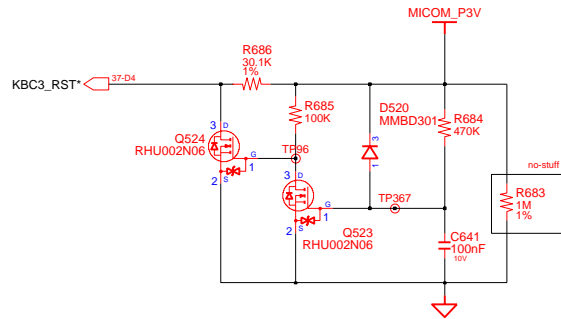 MICOM_P3V
R686
30.1K
1%
KBC3_RST*
37-D4
R685
100K
D520
MMBD301
R684
470K
3
D
Q524
RHU002N06
G
1
2
S
TP96
3
1
no-stuff
R683
1M
1%
3
D
TP367
G
1
2
S
Q523
RHU002N06
C641
100nF
10V